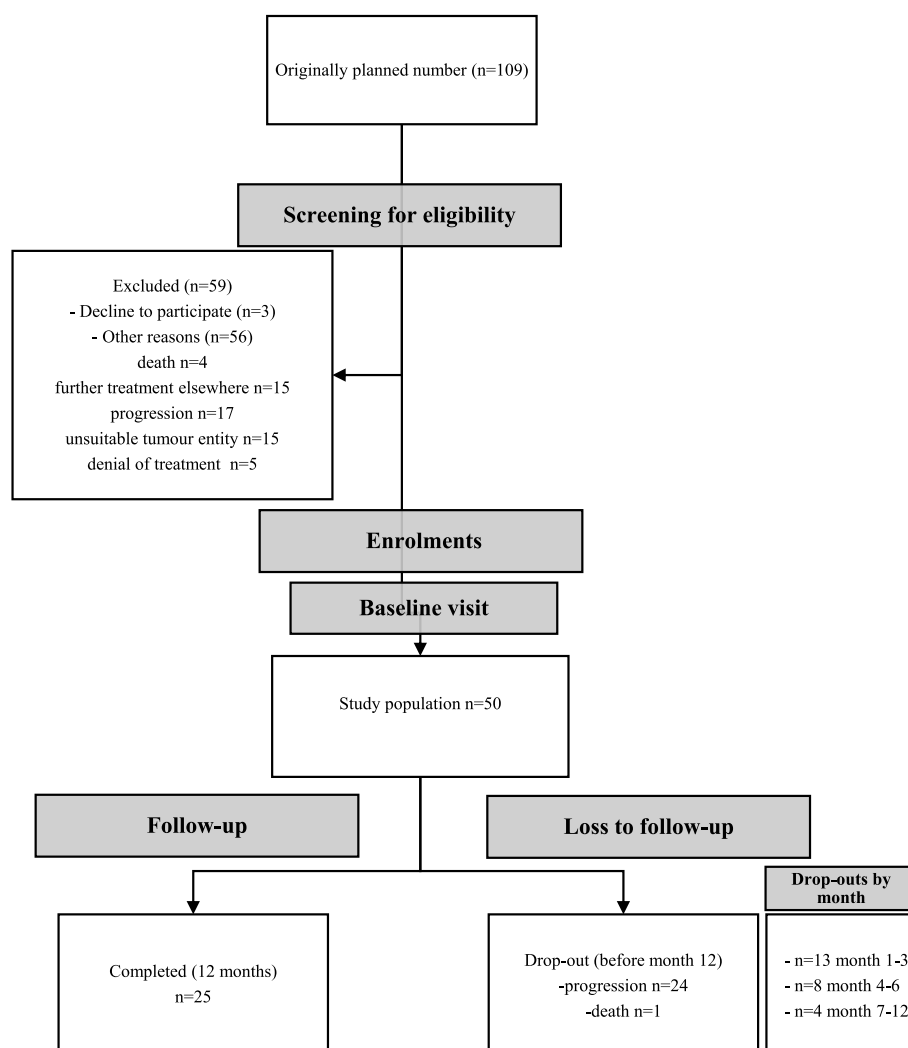 Originally planned number (n=109)
Screening for eligibility
Excluded (n=59)
- Decline to participate (n=3)
- Other reasons (n=56)
death n=4
further treatment elsewhere n=15
progression n=17
unsuitable tumour entity n=15
denial of treatment n=5
Enrolments
Baseline visit
Study population n=50
Follow-up
Loss to follow-up
Drop-outs by
month
Completed (12 months)
n=25
Drop-out (before month 12)
-progression n=24
-death n=1
- n=13 month 1-3
- n=8 month 4-6
- n=4 month 7-12